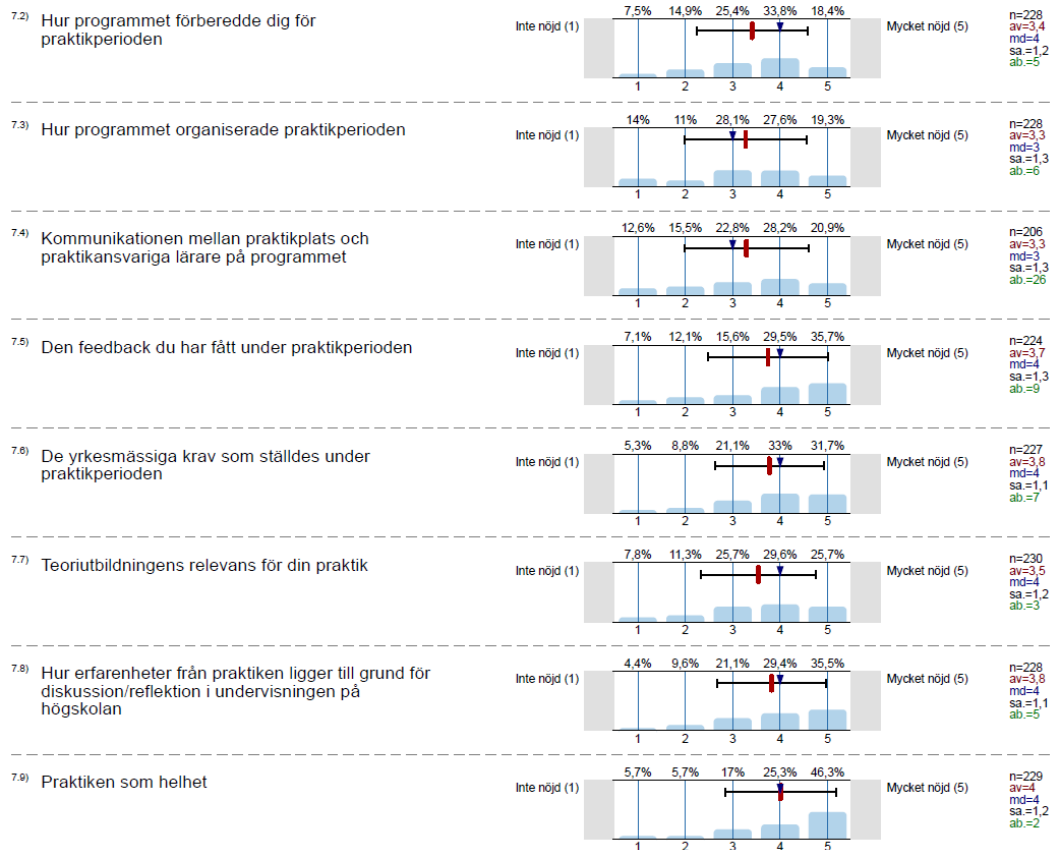 7.2) Hur programmet förberedde dig för
praktikperioden
Inte nöjd (1)
7,5% 14,9% 25,4% 33,8% 18,4%
1 2 3 4 5
Mycket nöjd (5)
n=228
av=3,4
md=4
sa.=1,2
ab.=5
7.3) Hur programmet organiserade praktikperioden
Inte nöjd (1)
14% 11% 28,1% 27,6% 19,3%
1 2 3 4 5
Mycket nöjd (5)
n=228
av=3,3
md=3
sa.=1,3
ab.=6
7.4) Kommunikationen mellan praktikplats och
praktikansvariga lärare på programmet
Inte nöjd (1)
12,6% 15,5% 22,8% 28,2% 20,9%
1 2 3 4 5
Mycket nöjd (5)
n=206
av=3,3
md=3
sa.=1,3
ab.=26
7.5) Den feedback du har fått under praktikperioden
Inte nöjd (1)
7,1% 12,1% 15,6% 29,5% 35,7%
1 2 3 4 5
Mycket nöjd (5)
n=224
av=3,7
md=4
sa.=1,3
ab.=9
7.6) De yrkesmässiga krav som ställdes under
praktikperioden
Inte nöjd (1)
5,3% 8,8% 21,1% 33% 31,7%
1 2 3 4 5
Mycket nöjd (5)
n=227
av=3,8
md=4
sa.=1,1
ab.=7
7.7) Teoriutbildningens relevans för din praktik
Inte nöjd (1)
7,8% 11,3% 25,7% 29,6% 25,7%
1 2 3 4 5
Mycket nöjd (5)
n=230
av=3,5
md=4
sa.=1,2
ab.=3
7.8) Hur erfarenheter från praktiken ligger till grund för
diskussion/reflektion i undervisningen på
högskolan
Inte nöjd (1)
4,4% 9,6% 21,1% 29,4% 35,5%
1 2 3 4 5
Mycket nöjd (5)
n=228
av=3,8
md=4
sa.=1,1
ab.=5
7.9) Praktiken som helhet
Inte nöjd (1)
5,7% 5,7% 17% 25,3% 46,3%
1 2 3 4 5
Mycket nöjd (5)
n=229
av=4
md=4
sa.=1,2
ab.=2